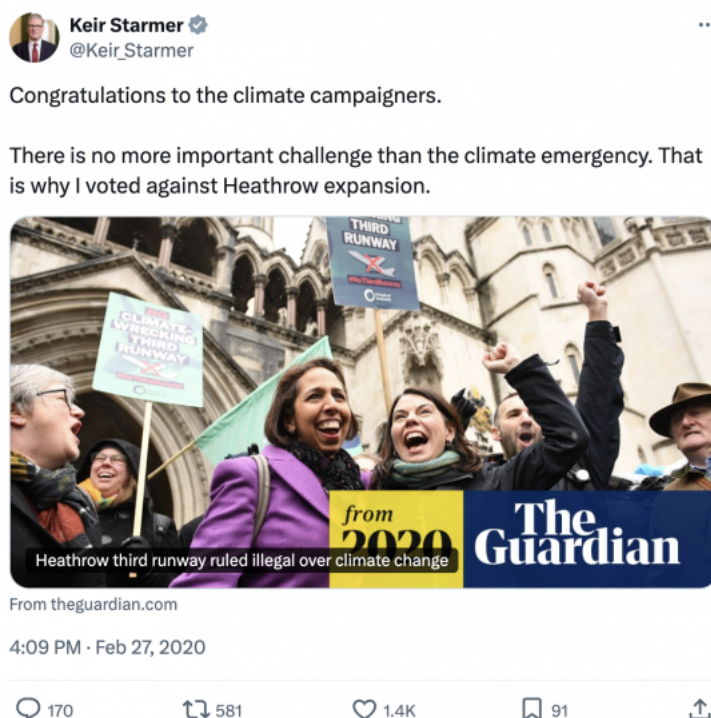 Keir Starmer
@Keir_Starmer
Congratulations to the climate campaigners.
There is no more important challenge than the climate emergency. That
is why I voted against Heathrow expansion.
THIRD
RUNWAY
#NoThirdRunway
CLIMATE-
WRECKING
THIRD
RUNWAY
from
2020
The
Guardian
Heathrow third runway ruled illegal over climate change
From theguardian.com
4:09 PM · Feb 27, 2020
170
581
1.4K
91